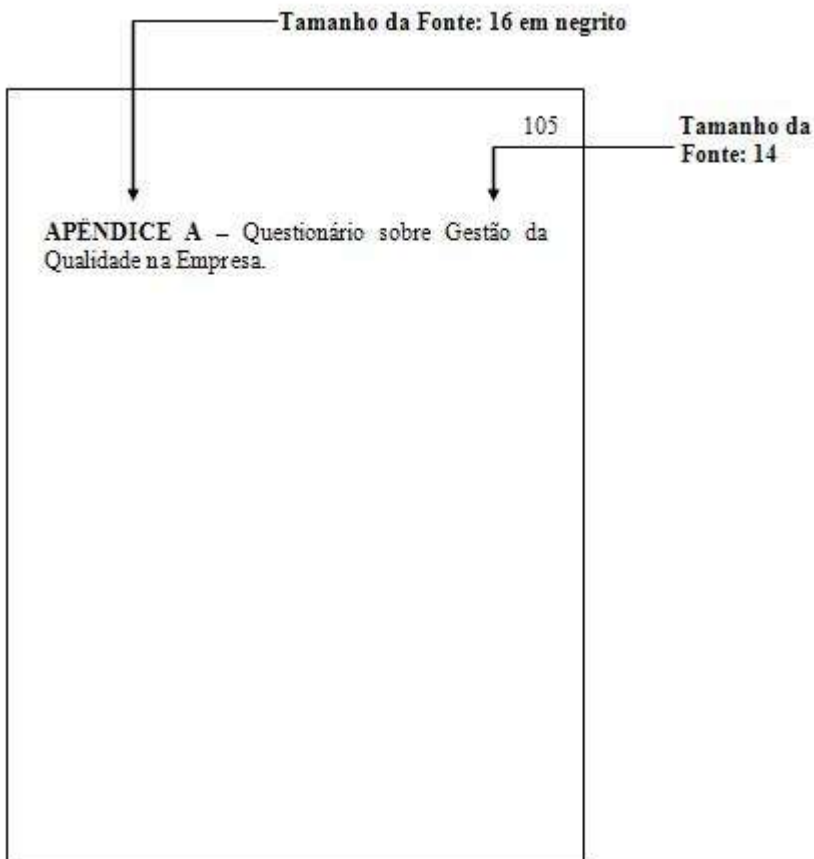 Tamanho da Fonte: 16 em negrito
105
Tamanho da
Fonte: 14
APÊNDICE A – Questionário sobre Gestão da
Qualidade na Empresa.